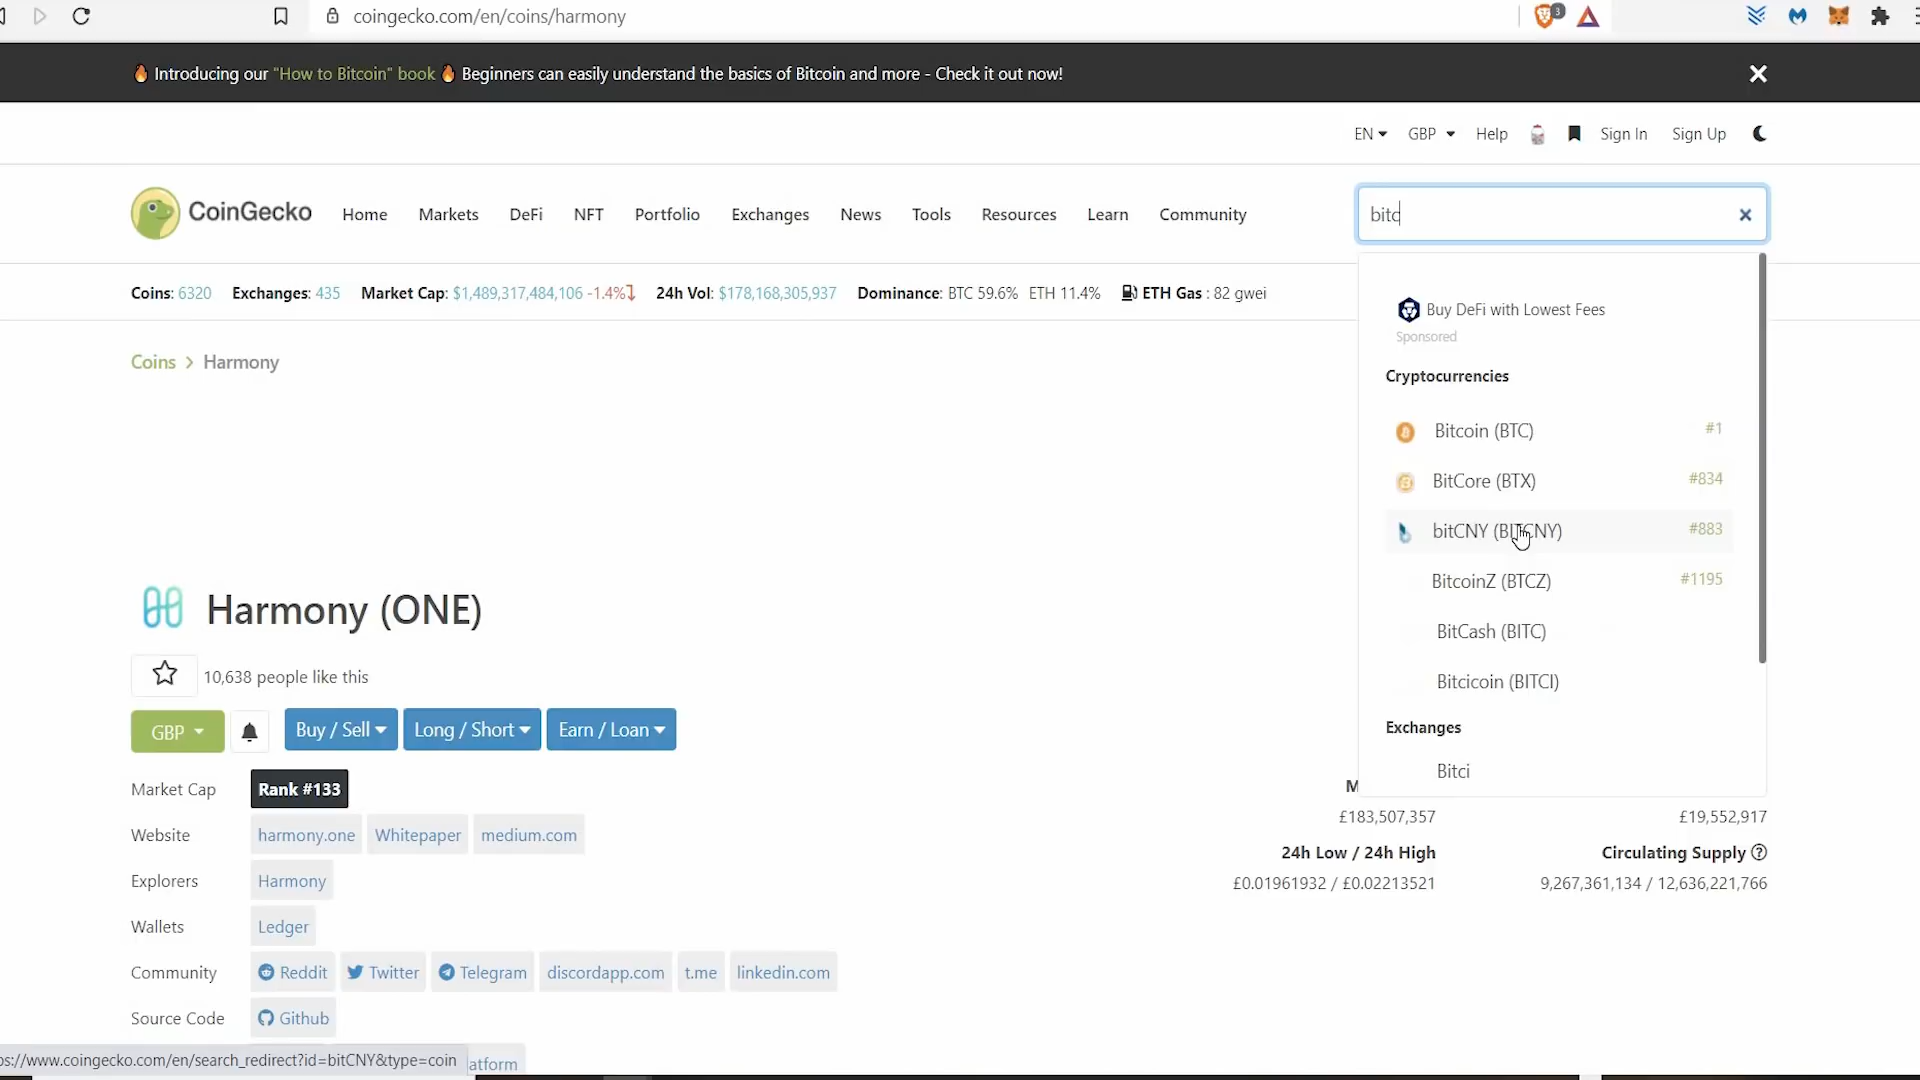 coingecko.com/en/coins/harmony
3
Introducing our "How to Bitcoin" book Beginners can easily understand the basics of Bitcoin and more - Check it out now!
EN GBP Help Sign In Sign Up
CoinGecko Home Markets DeFi NFT Portfolio Exchanges News Tools Resources Learn Community bitc
Coins: 6320 Exchanges: 435 Market Cap: $1,489,317,484,106 -1.4% 24h Vol: $178,168,305,937 Dominance: BTC 59.6% ETH 11.4% ETH Gas : 82 gwei
Buy DeFi with Lowest Fees
Sponsored
Cryptocurrencies
Bitcoin (BTC) #1
BitCore (BTX) #834
bitCNY (BITCNY) #883
BitcoinZ (BTCZ) #1195
BitCash (BITC)
Bitcicoin (BITCI)
Exchanges
Bitci
Coins > Harmony
Harmony (ONE)
10,638 people like this
GBP Buy / Sell Long / Short Earn / Loan
Market Cap Rank #133
Website harmony.one Whitepaper medium.com
Explorers Harmony
Wallets Ledger
Community Reddit Twitter Telegram discordapp.com t.me linkedin.com
Source Code Github
£183,507,357 £19,552,917
24h Low / 24h High Circulating Supply
£0.01961932 / £0.02213521 9,267,361,134 / 12,636,221,766
ps://www.coingecko.com/en/search_redirect?id=bitCNY&type=coin atform